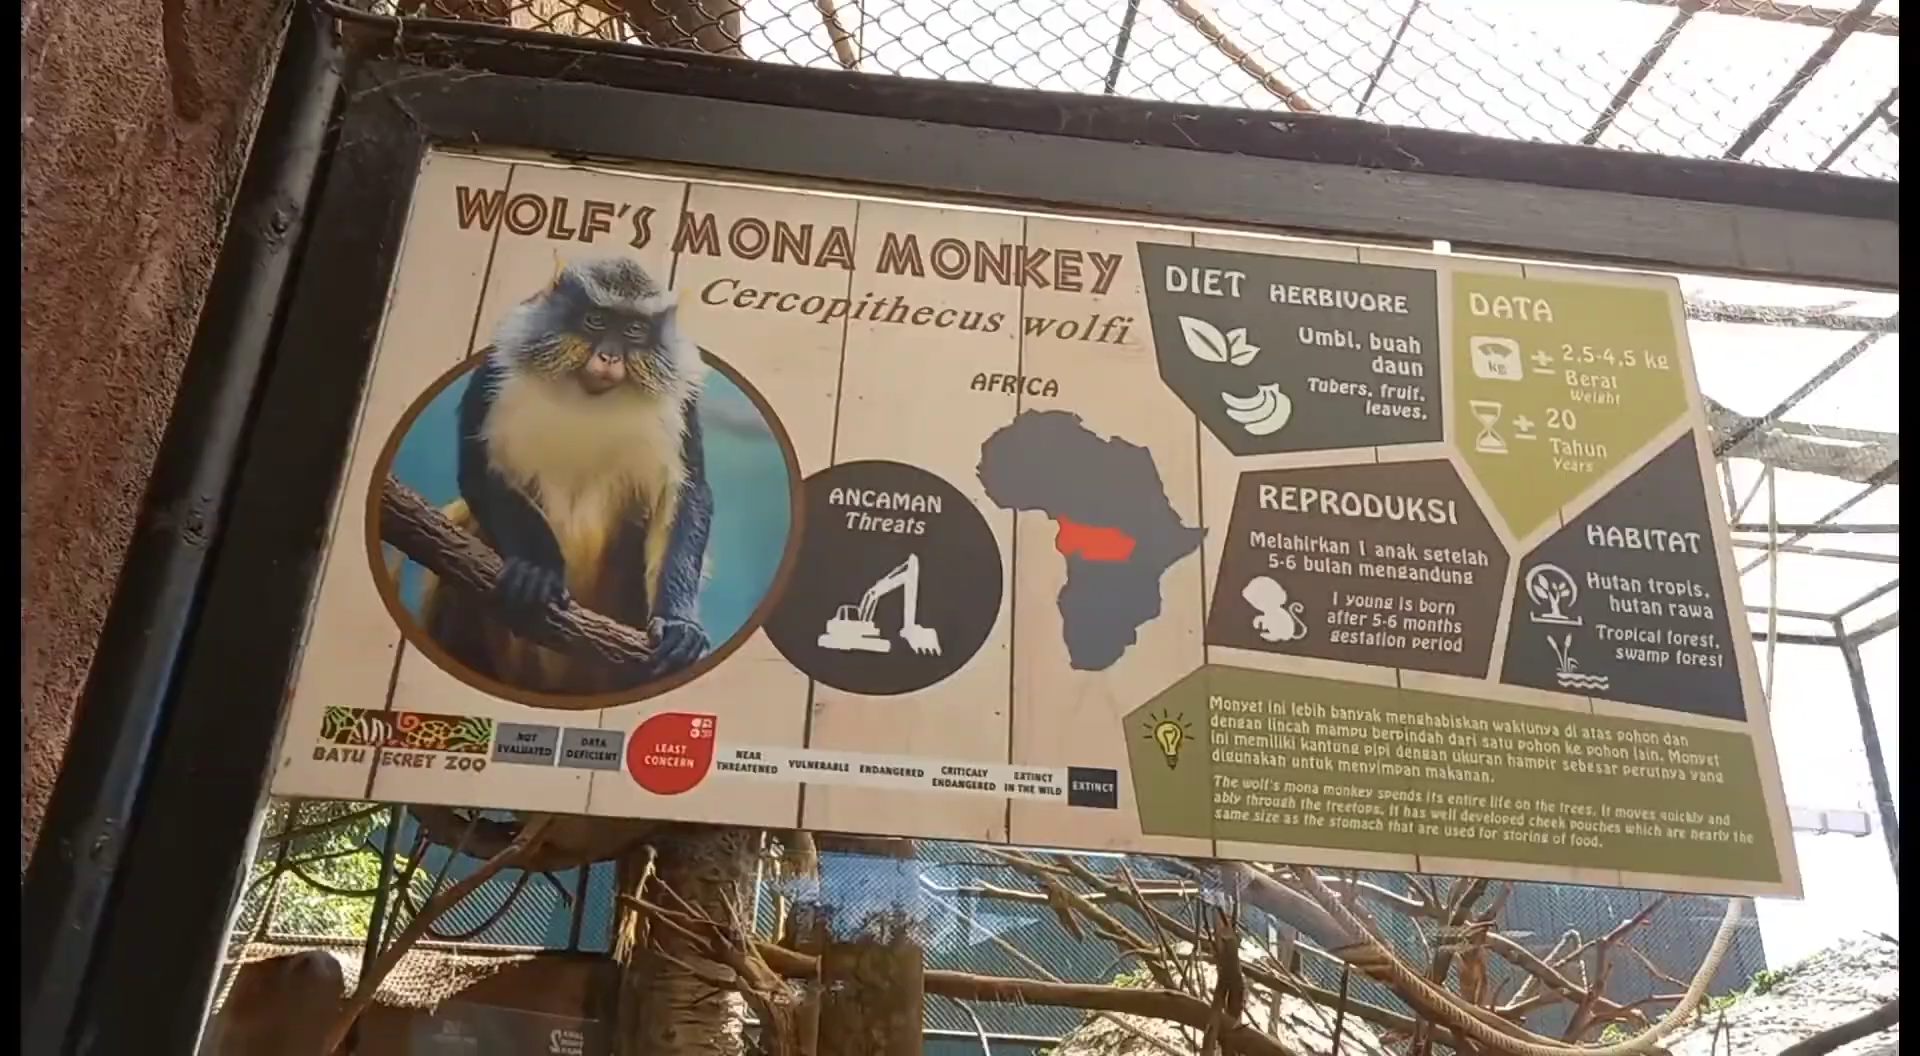 WOLF'S MONA MONKEY
Cercopithecus wolfi
AFRICA
ANCAMAN
Threats
DIET HERBIVORE
Umbi, buah
daun
Tubers, fruit,
leaves,
DATA
kg
± 2,5-4,5 kg
Berat
Weight
± 20
Tahun
Years
REPRODUKSI
Melahirkan 1 anak setelah
5-6 bulan mengandung
1 young is born
after 5-6 months
gestation period
HABITAT
Hutan tropis,
hutan rawa
Tropical forest,
swamp forest
Monyet ini lebih banyak menghabiskan waktunya di atas pohon dan
dengan lincah mampu berpindah dari satu pohon ke pohon lain. Monyet
ini memiliki kantung pipi dengan ukuran hampir sebesar perutnya yang
digunakan untuk menyimpan makanan.
The wolf's mona monkey spends its entire life on the trees. It moves quickly and
ably through the treetops. It has well developed cheek pouches which are nearly the
same size as the stomach that are used for storing of food.
BATU SECRET ZOO
NOT
EVALUATED
DATA
DEFICIENT
LEAST
CONCERN
NEAR
THREATENED
VULNERABLE
ENDANGERED
CRITICALY
ENDANGERED
EXTINCT
IN THE WILD
EXTINCT